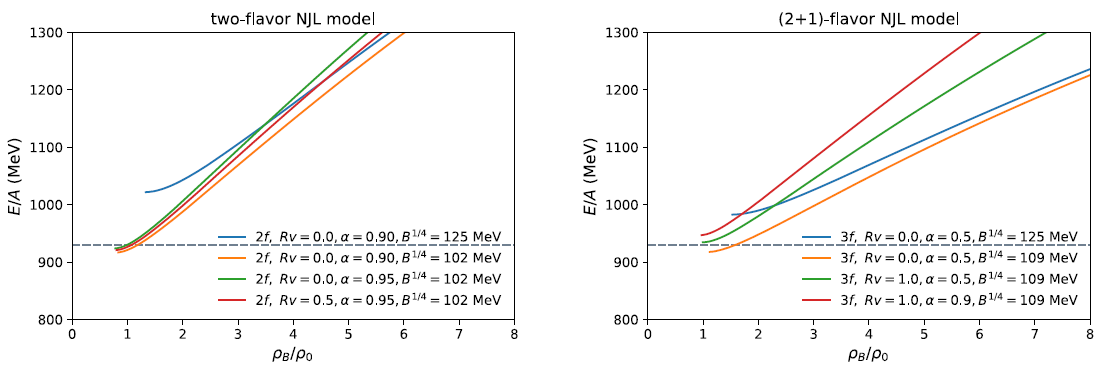 two-flavor NJL model
1300
1200
1100
1000
900
800
E/A (MeV)
2f, Rv = 0.0, α = 0.90, B^{1/4} = 125 MeV
2f, Rv = 0.0, α = 0.90, B^{1/4} = 102 MeV
2f, Rv = 0.0, α = 0.95, B^{1/4} = 102 MeV
2f, Rv = 0.5, α = 0.95, B^{1/4} = 102 MeV
0 1 2 3 4 5 6 7 8
ρ_B/ρ_0
(2+1)-flavor NJL model
1300
1200
1100
1000
900
800
E/A (MeV)
3f, Rv = 0.0, α = 0.5, B^{1/4} = 125 MeV
3f, Rv = 0.0, α = 0.5, B^{1/4} = 109 MeV
3f, Rv = 1.0, α = 0.5, B^{1/4} = 109 MeV
3f, Rv = 1.0, α = 0.9, B^{1/4} = 109 MeV
0 1 2 3 4 5 6 7 8
ρ_B/ρ_0